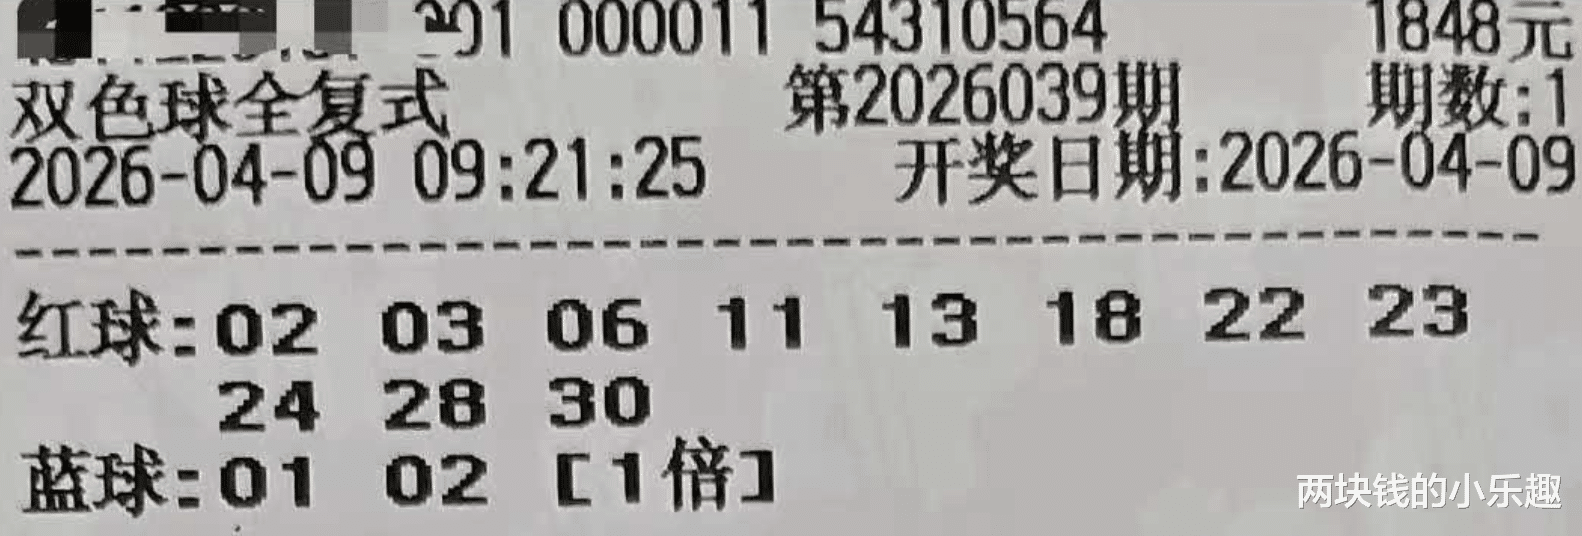 01 000011 54310564 1848元
双色球全复式 第2026039期 期数:1
2026-04-09 09:21:25 开奖日期:2026-04-09
红球:02 03 06 11 13 18 22 23
24 28 30
蓝球:01 02 [1倍]
两块钱的小乐趣